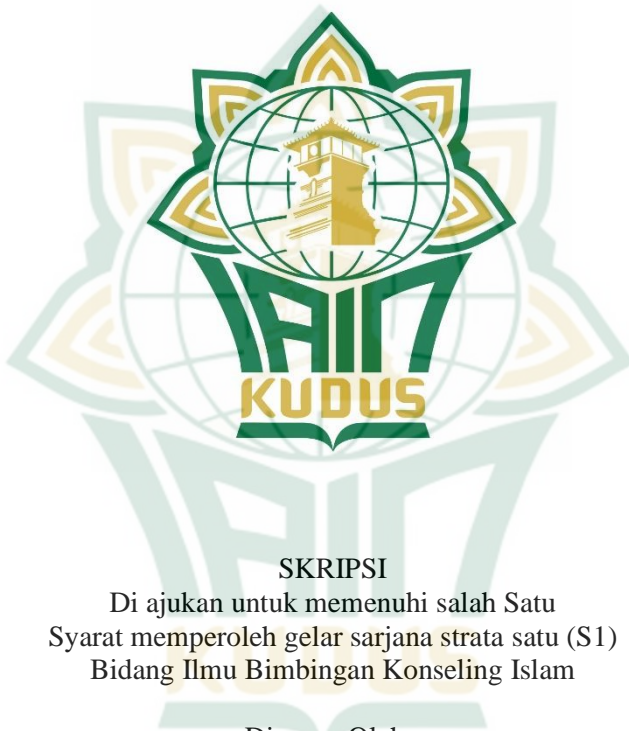 IAIN
KUDUS
SKRIPSI
Di ajukan untuk memenuhi salah Satu
Syarat memperoleh gelar sarjana strata satu (S1)
Bidang Ilmu Bimbingan Konseling Islam